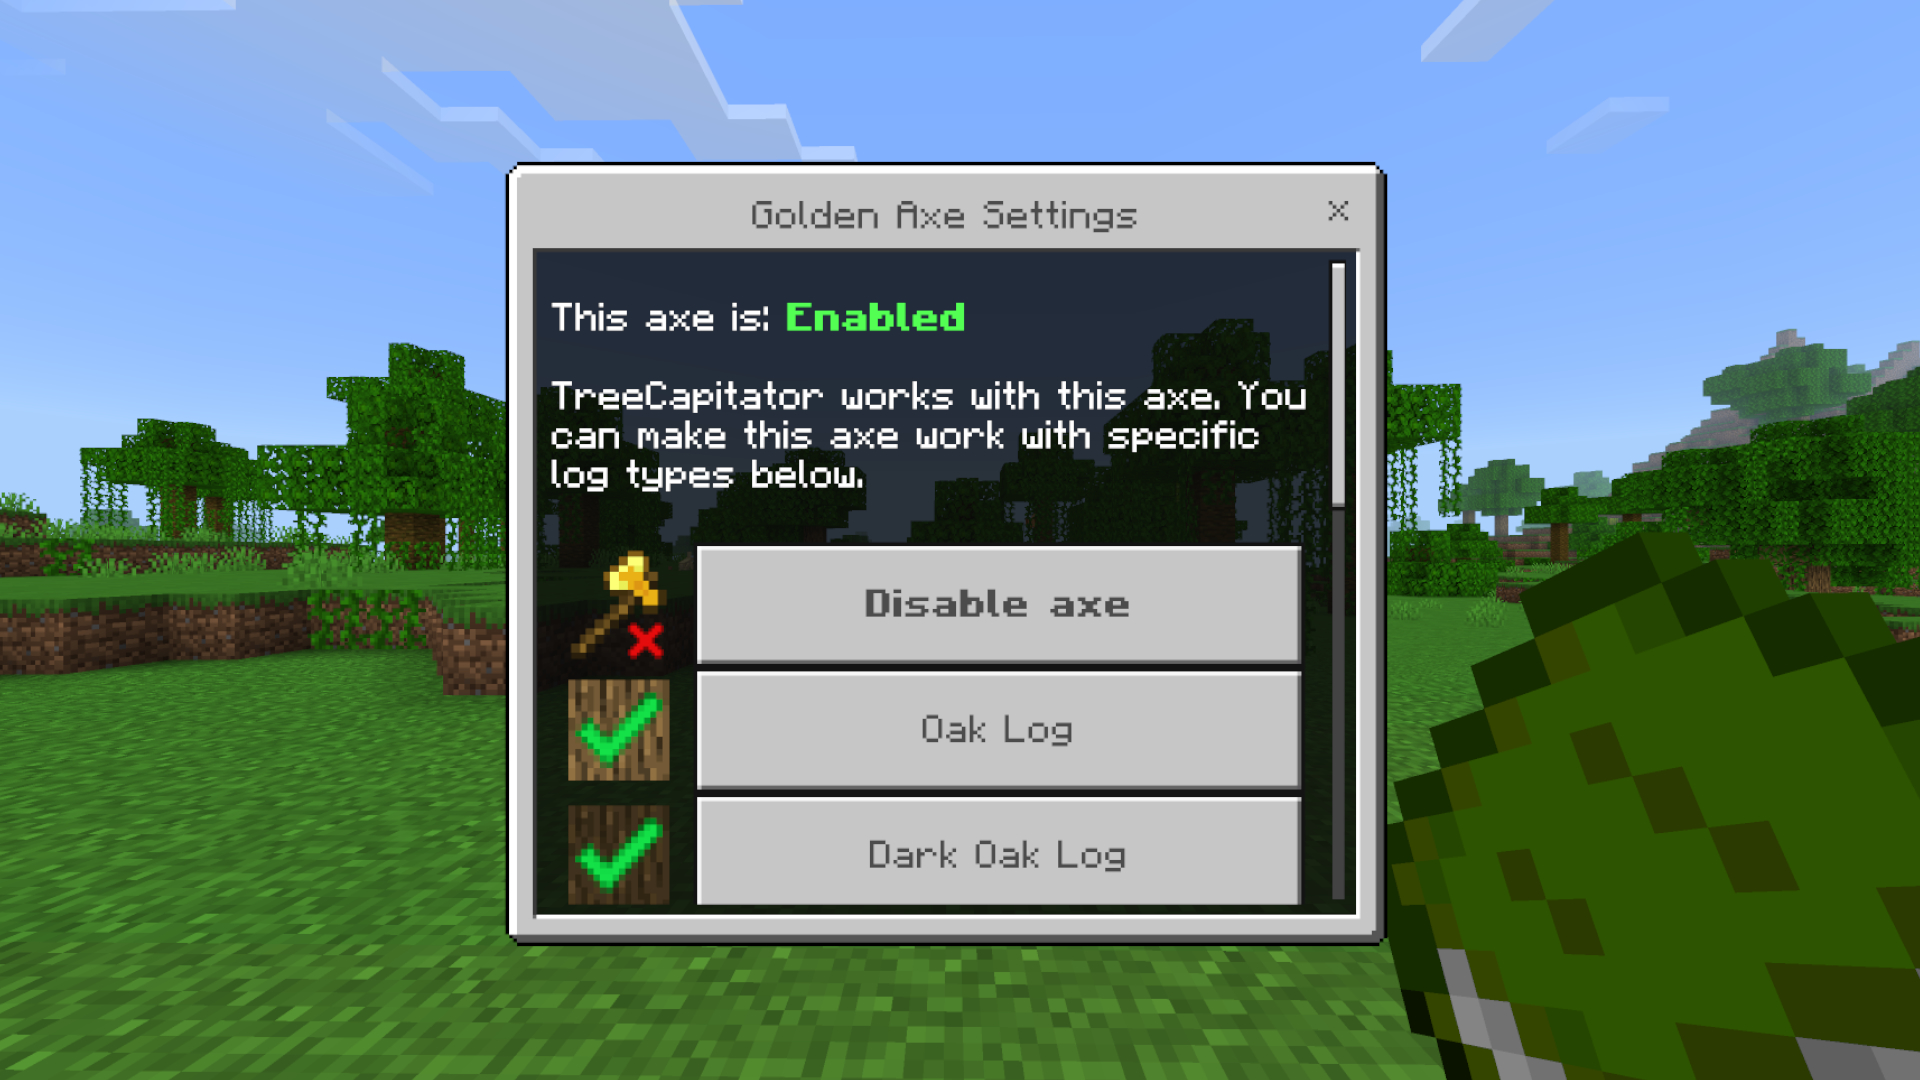 Golden Axe Settings
This axe is: Enabled
TreeCapitator works with this axe. You
can make this axe work with specific
log types below.
Disable axe
Oak Log
Dark Oak Log